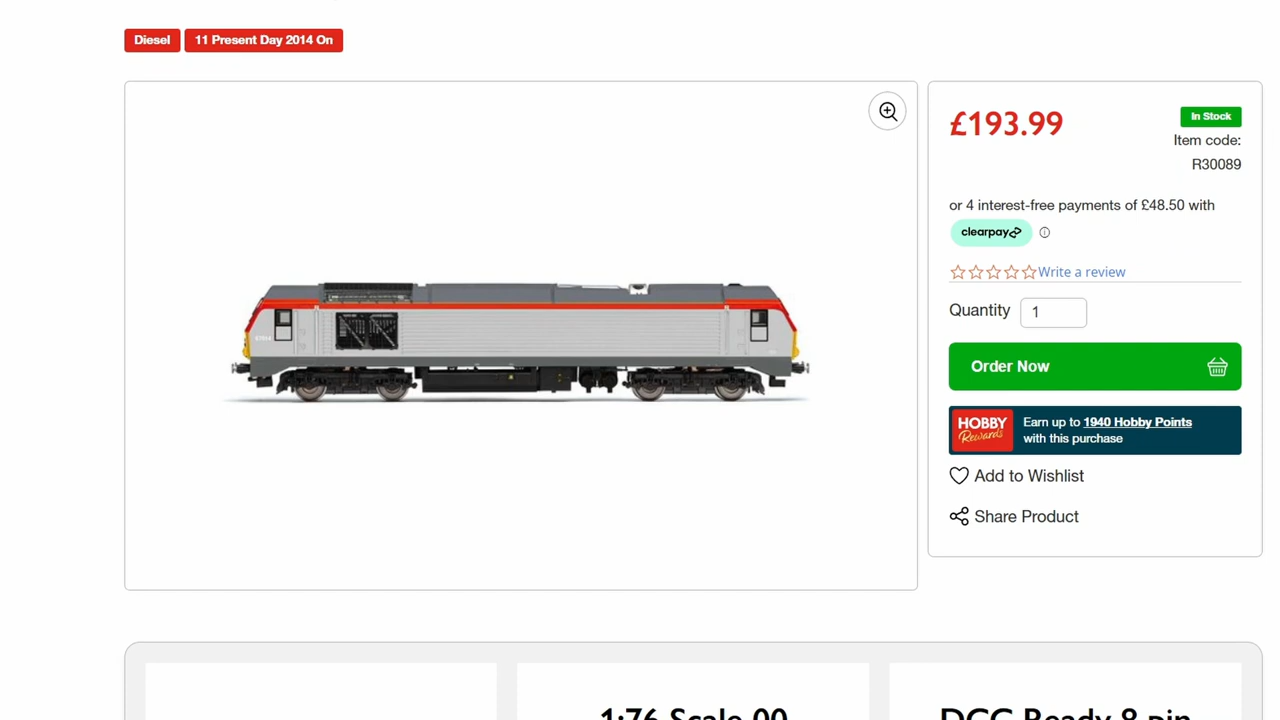 Diesel
11 Present Day 2014 On
£193.99
In Stock
Item code:
R30089
or 4 interest-free payments of £48.50 with
clearpay
Write a review
Quantity
1
Order Now
HOBBY
Rewards
Earn up to 1940 Hobby Points
with this purchase
Add to Wishlist
Share Product
1:76 Scale 00
DCC Ready 8 pin